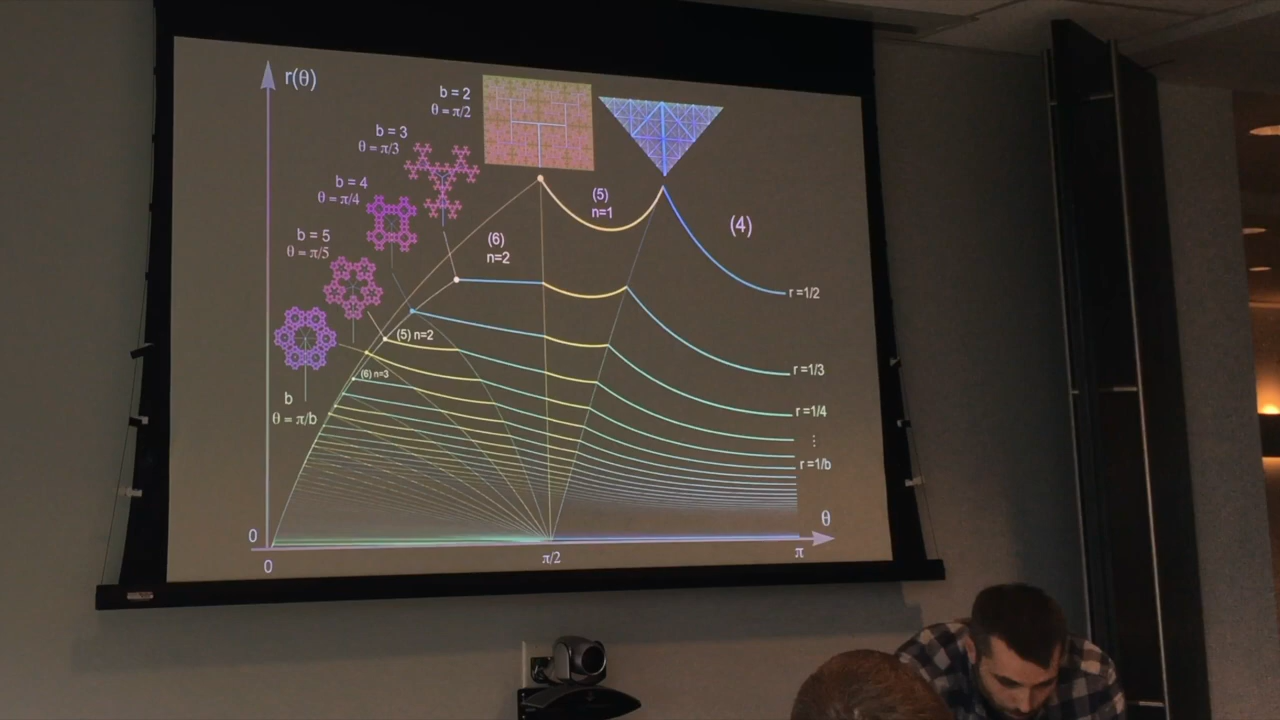 r(θ)
b = 2
θ = π/2
b = 3
θ = π/3
b = 4
θ = π/4
b = 5
θ = π/5
b
θ = π/b
(5)
n=1
(4)
(6)
n=2
r =1/2
(5) n=2
r =1/3
(6) n=3
r =1/4
⋮
r =1/b
θ
0
0
π/2
π